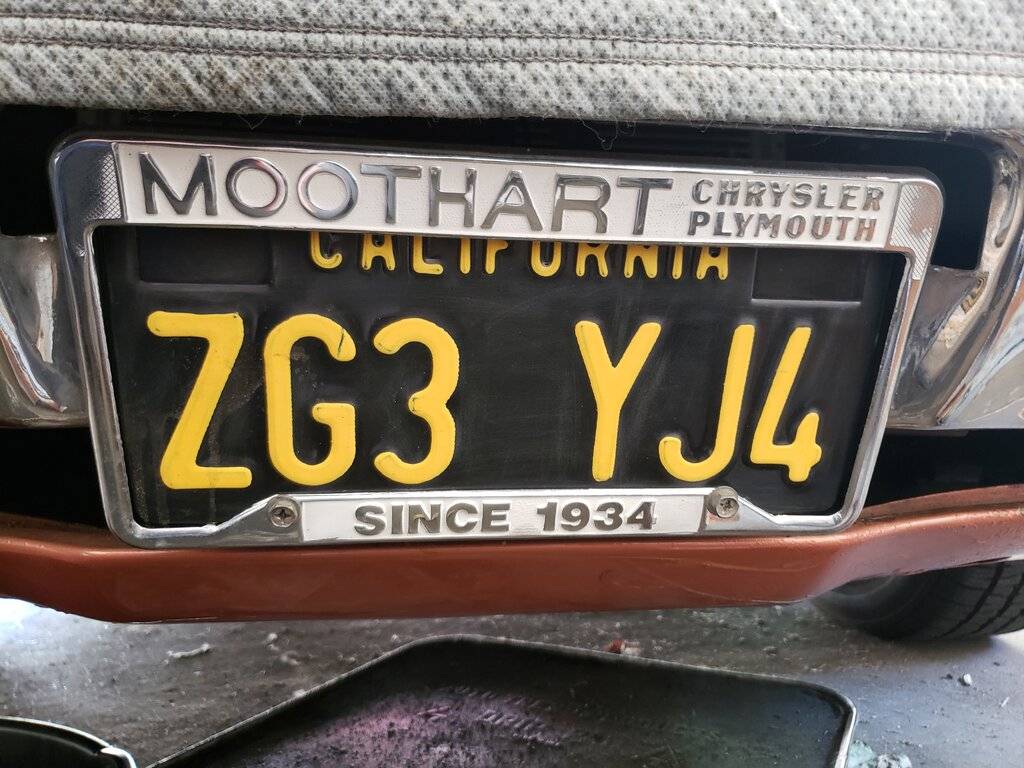 MOOTHART CHRYSLER
PLYMOUTH
CALIFORNIA
ZG3 YJ4
SINCE 1934